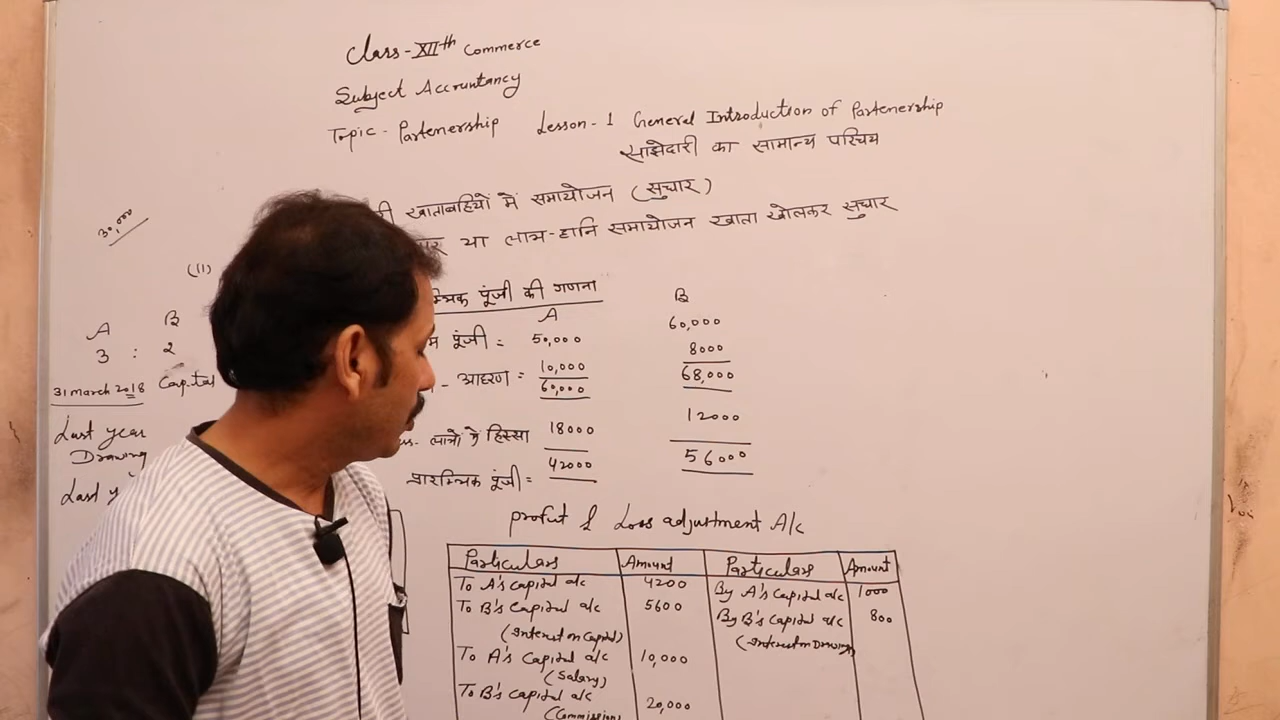 Class-XIIth Commerce
Subject Accruntancy
Topic- Partenership Lesson-1 General Introduction of Partenership
साझेदारी का सामान्य परिचय
खाताबहियों में समायोजन (सुधार)
या लाभ-हानि समायोजन खाता खोलकर सुधार
30,000
(11)
पूंजी की गणना
A B
3 : 2
31 march 2018 Capital
Last year
Drawing
Last y
A B
पूंजी = 50,000 60,000
- आहरण = 10,000 8000
60,000 68,000
लाभों में हिस्सा 18000 12000
प्रारम्भिक पूंजी = 42000 56000
profit & Loss adjustment A/c
Particulars Amount Particulars Amount
To A's Capital a/c 4200 By A's Capital a/c 1000
To B's Capital a/c 5600 By B's Capital a/c 800
(Interest on Capital) (Interest on Drawing)
To A's Capital a/c 10,000
(Salary)
To B's Capital a/c 20,000
(Commission)